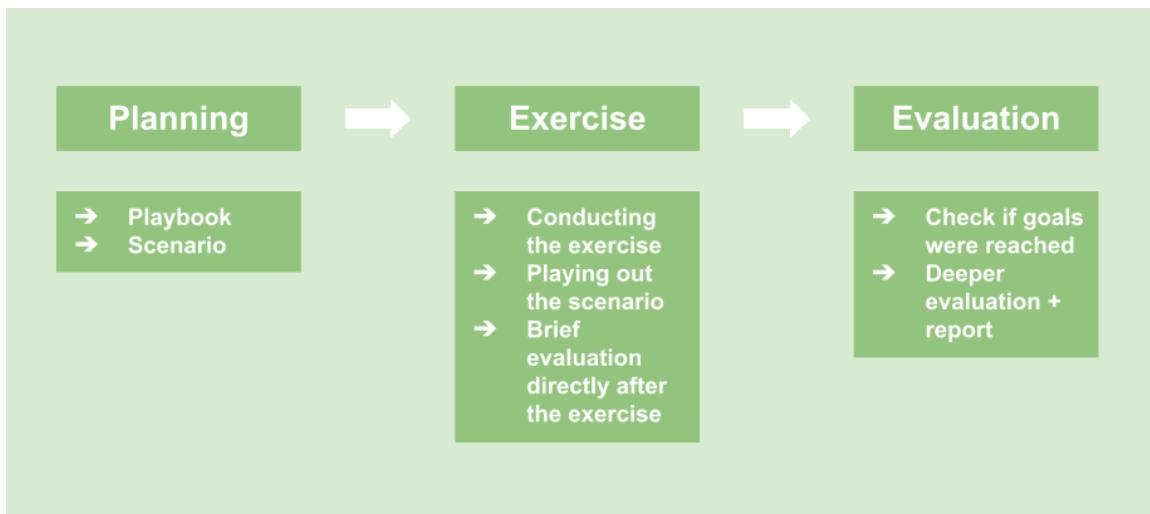 Planning
➔ Playbook
➔ Scenario
Exercise
➔ Conducting
the exercise
➔ Playing out
the scenario
➔ Brief
evaluation
directly after
the exercise
Evaluation
➔ Check if goals
were reached
➔ Deeper
evaluation +
report